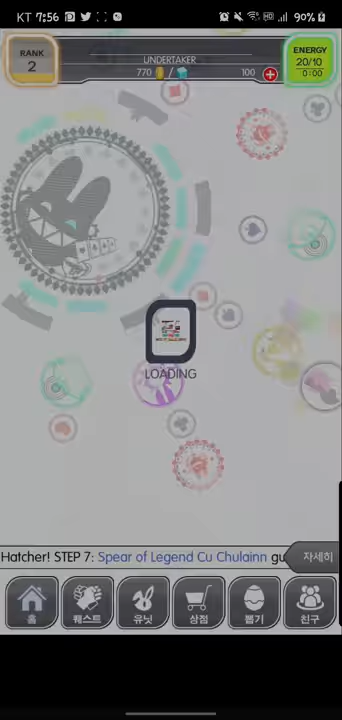 KT 7:56
90%
RANK
2
UNDERTAKER
770 / 100
ENERGY
20/10
0:00
LOADING
Hatcher! STEP 7: Spear of Legend Cu Chulainn gu
자세히
홈
퀘스트
유닛
상점
뽑기
친구